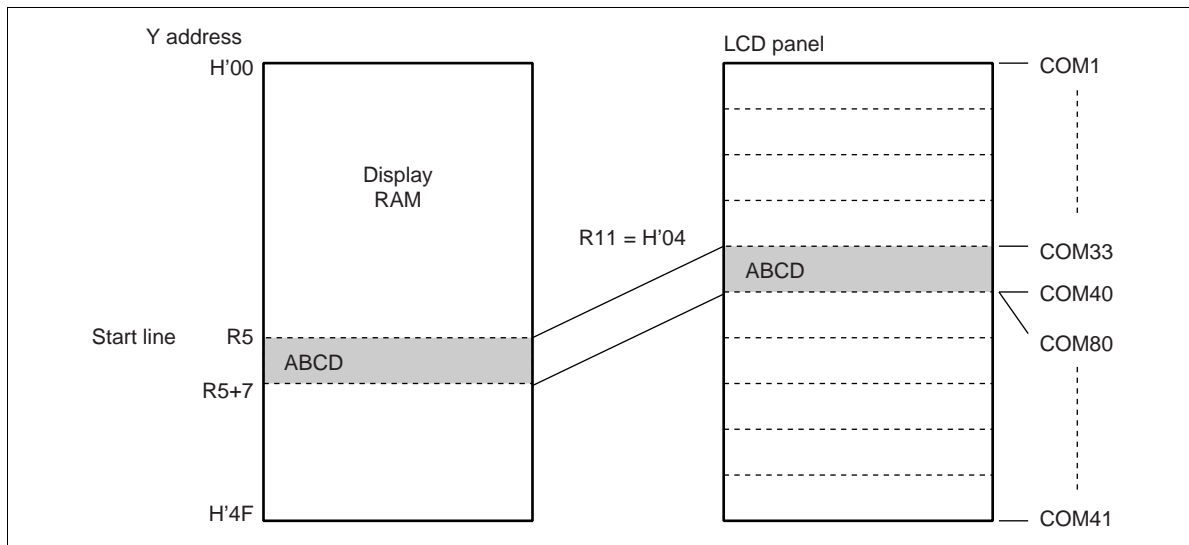 Y address
H’00
Display
RAM
Start line
R5
ABCD
R5+7
H’4F
R11 = H’04
LCD panel
ABCD
COM1
COM33
COM40
COM80
COM41